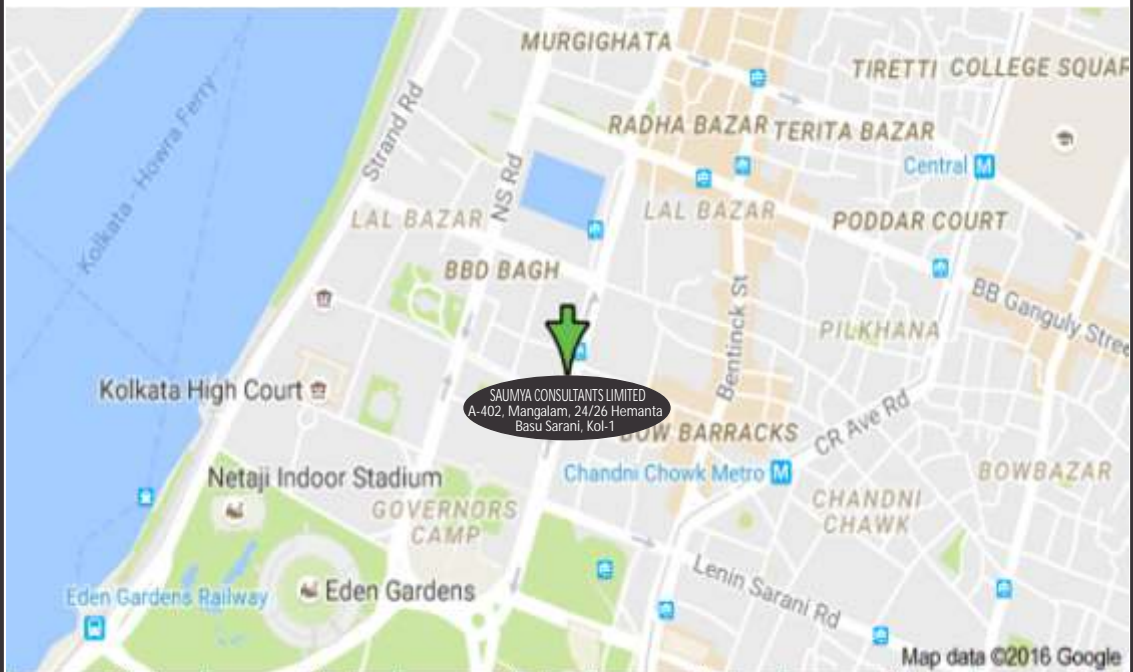 MURGIGHATA
TIRETTI
COLLEGE SQUAR
Kolkata - Howra Ferry
Strand Rd
NS Rd
RADHA BAZAR
TERITA BAZAR
Central M
LAL BAZAR
LAL BAZAR
PODDAR COURT
BBD BAGH
BB Ganguly Stree
Bentinck St
PILKHANA
Kolkata High Court
SAUMYA CONSULTANTS LIMITED
A-402, Mangalam, 24/26 Hemanta
Basu Sarani, Kol-1
BOW BARRACKS
CR Ave Rd
Chandni Chowk Metro M
BOWBAZAR
Netaji Indoor Stadium
GOVERNORS
CAMP
CHANDNI
CHAWK
Lenin Sarani Rd
Eden Gardens Railway
Eden Gardens
Map data ©2016 Google